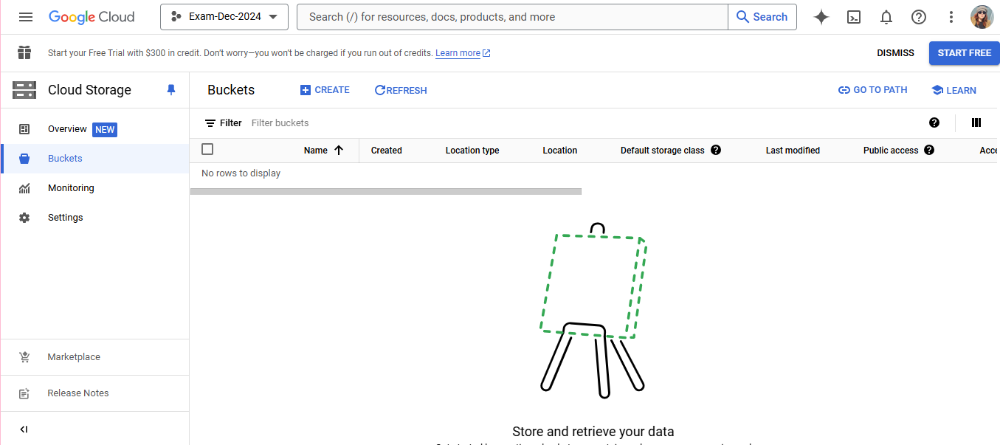 Google Cloud
Exam-Dec-2024
Search (/) for resources, docs, products, and more
Search
Start your Free Trial with $300 in credit. Don't worry—you won't be charged if you run out of credits. Learn more
DISMISS
START FREE
Cloud Storage
Buckets
CREATE
REFRESH
GO TO PATH
LEARN
Overview NEW
Buckets
Monitoring
Settings
Marketplace
Release Notes
Filter Filter buckets
Name Created Location type Location Default storage class Last modified Public access Acce
No rows to display
Store and retrieve your data